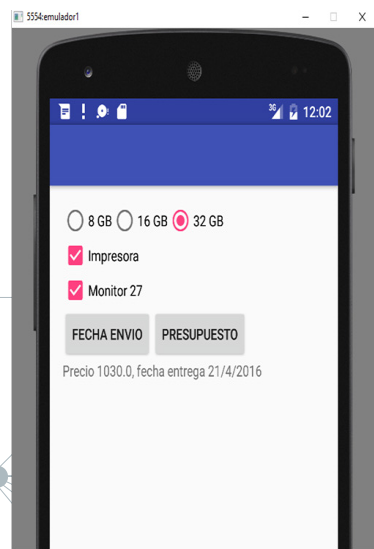 5554:emulador1
3G 12:02
8 GB 16 GB 32 GB
Impresora
Monitor 27
FECHA ENVIO PRESUPUESTO
Precio 1030.0, fecha entrega 21/4/2016